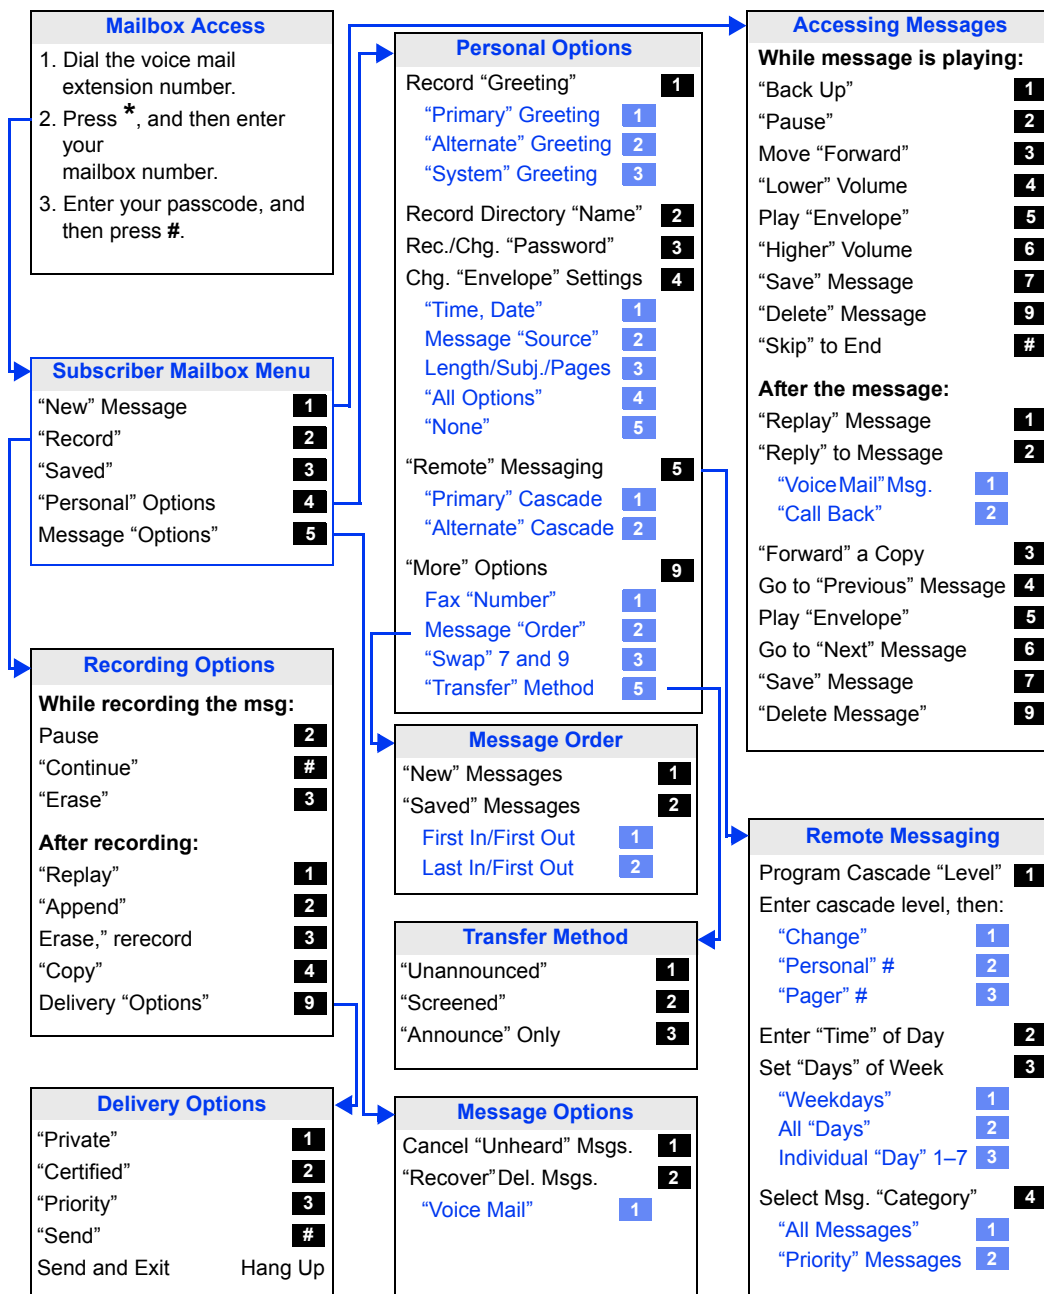 Mailbox Access
1. Dial the voice mail
extension number.
2. Press *, and then enter
your
mailbox number.
3. Enter your passcode, and
then press #.
Subscriber Mailbox Menu
“New” Message 1
“Record” 2
“Saved” 3
“Personal” Options 4
Message “Options” 5
Recording Options
While recording the msg:
Pause 2
“Continue” #
“Erase” 3
After recording:
“Replay” 1
“Append” 2
Erase,” rerecord 3
“Copy” 4
Delivery “Options” 9
Delivery Options
“Private” 1
“Certified” 2
“Priority” 3
“Send” #
Send and Exit Hang Up
Personal Options
Record “Greeting” 1
“Primary” Greeting 1
“Alternate” Greeting 2
“System” Greeting 3
Record Directory “Name” 2
Rec./Chg. “Password” 3
Chg. “Envelope” Settings 4
“Time, Date” 1
Message “Source” 2
Length/Subj./Pages 3
“All Options” 4
“None” 5
“Remote” Messaging 5
“Primary” Cascade 1
“Alternate” Cascade 2
“More” Options 9
Fax “Number” 1
Message “Order” 2
“Swap” 7 and 9 3
“Transfer” Method 5
Message Order
“New” Messages 1
“Saved” Messages 2
First In/First Out 1
Last In/First Out 2
Transfer Method
“Unannounced” 1
“Screened” 2
“Announce” Only 3
Message Options
Cancel “Unheard” Msgs. 1
“Recover” Del. Msgs. 2
“Voice Mail” 1
Accessing Messages
While message is playing:
“Back Up” 1
“Pause” 2
Move “Forward” 3
“Lower” Volume 4
Play “Envelope” 5
“Higher” Volume 6
“Save” Message 7
“Delete” Message 9
“Skip” to End #
After the message:
“Replay” Message 1
“Reply” to Message 2
“Voice Mail” Msg. 1
“Call Back” 2
“Forward” a Copy 3
Go to “Previous” Message 4
Play “Envelope” 5
Go to “Next” Message 6
“Save” Message 7
“Delete Message” 9
Remote Messaging
Program Cascade “Level” 1
Enter cascade level, then:
“Change” 1
“Personal” # 2
“Pager” # 3
Enter “Time” of Day 2
Set “Days” of Week 3
“Weekdays” 1
All “Days” 2
Individual “Day” 1–7 3
Select Msg. “Category” 4
“All Messages” 1
“Priority” Messages 2